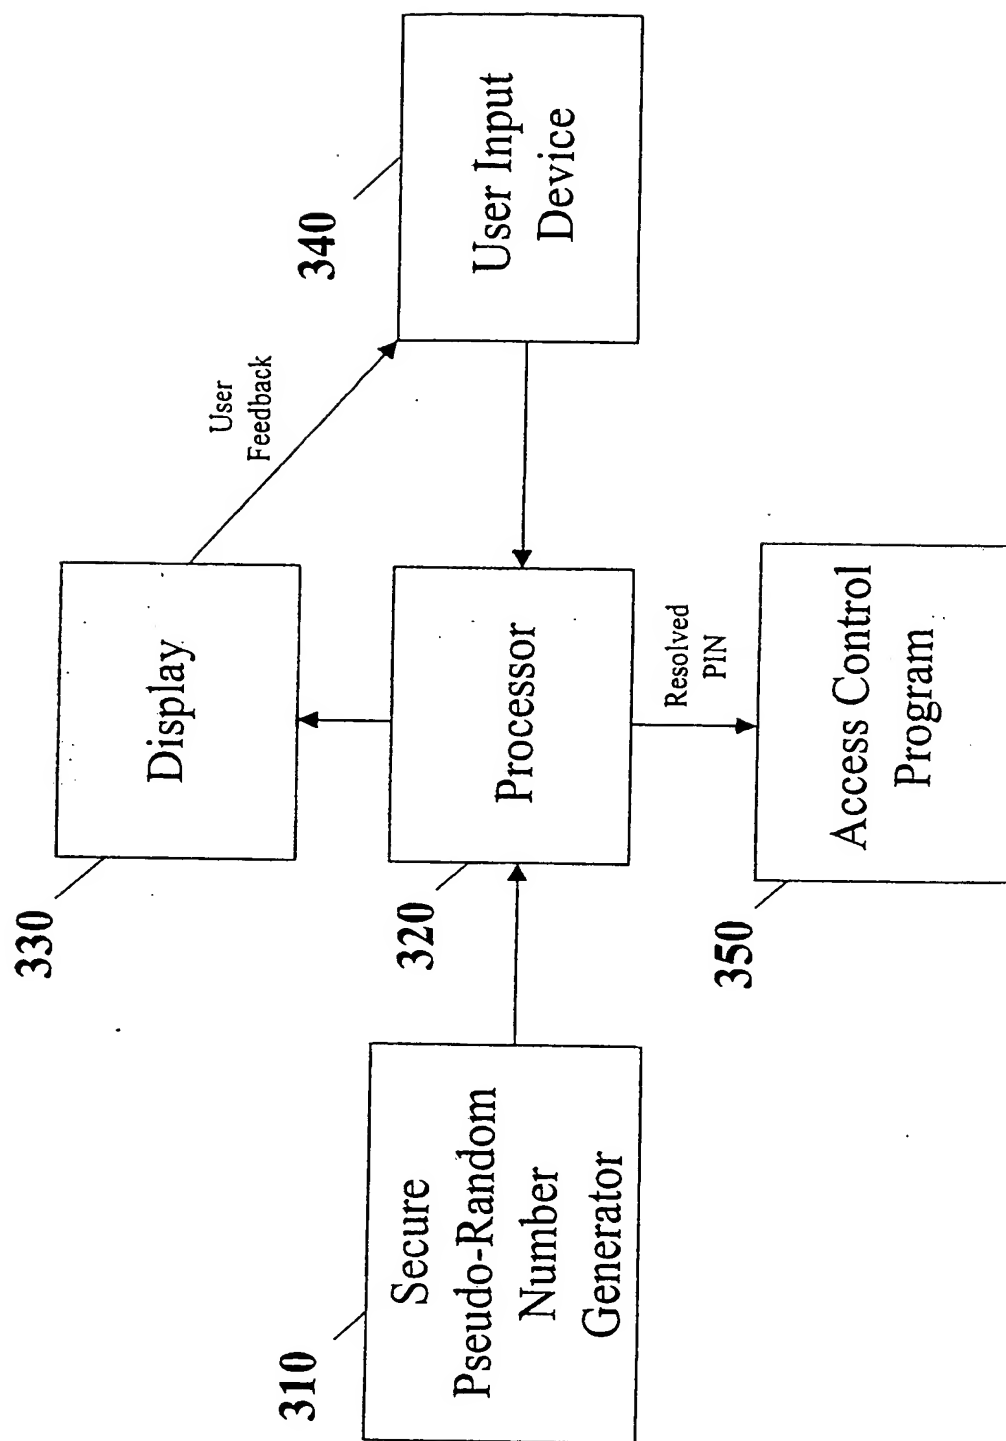 330
Display
User
Feedback
340
User Input
Device
320
Processor
310
Secure
Pseudo-Random
Number
Generator
Resolved
PIN
350
Access Control
Program